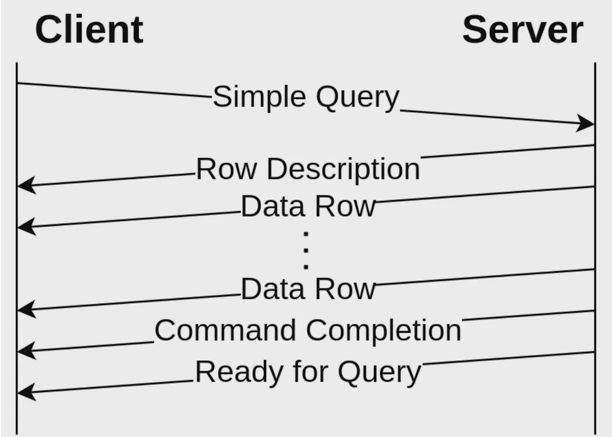 Client Server
Simple Query
Row Description
Data Row
Data Row
Command Completion
Ready for Query